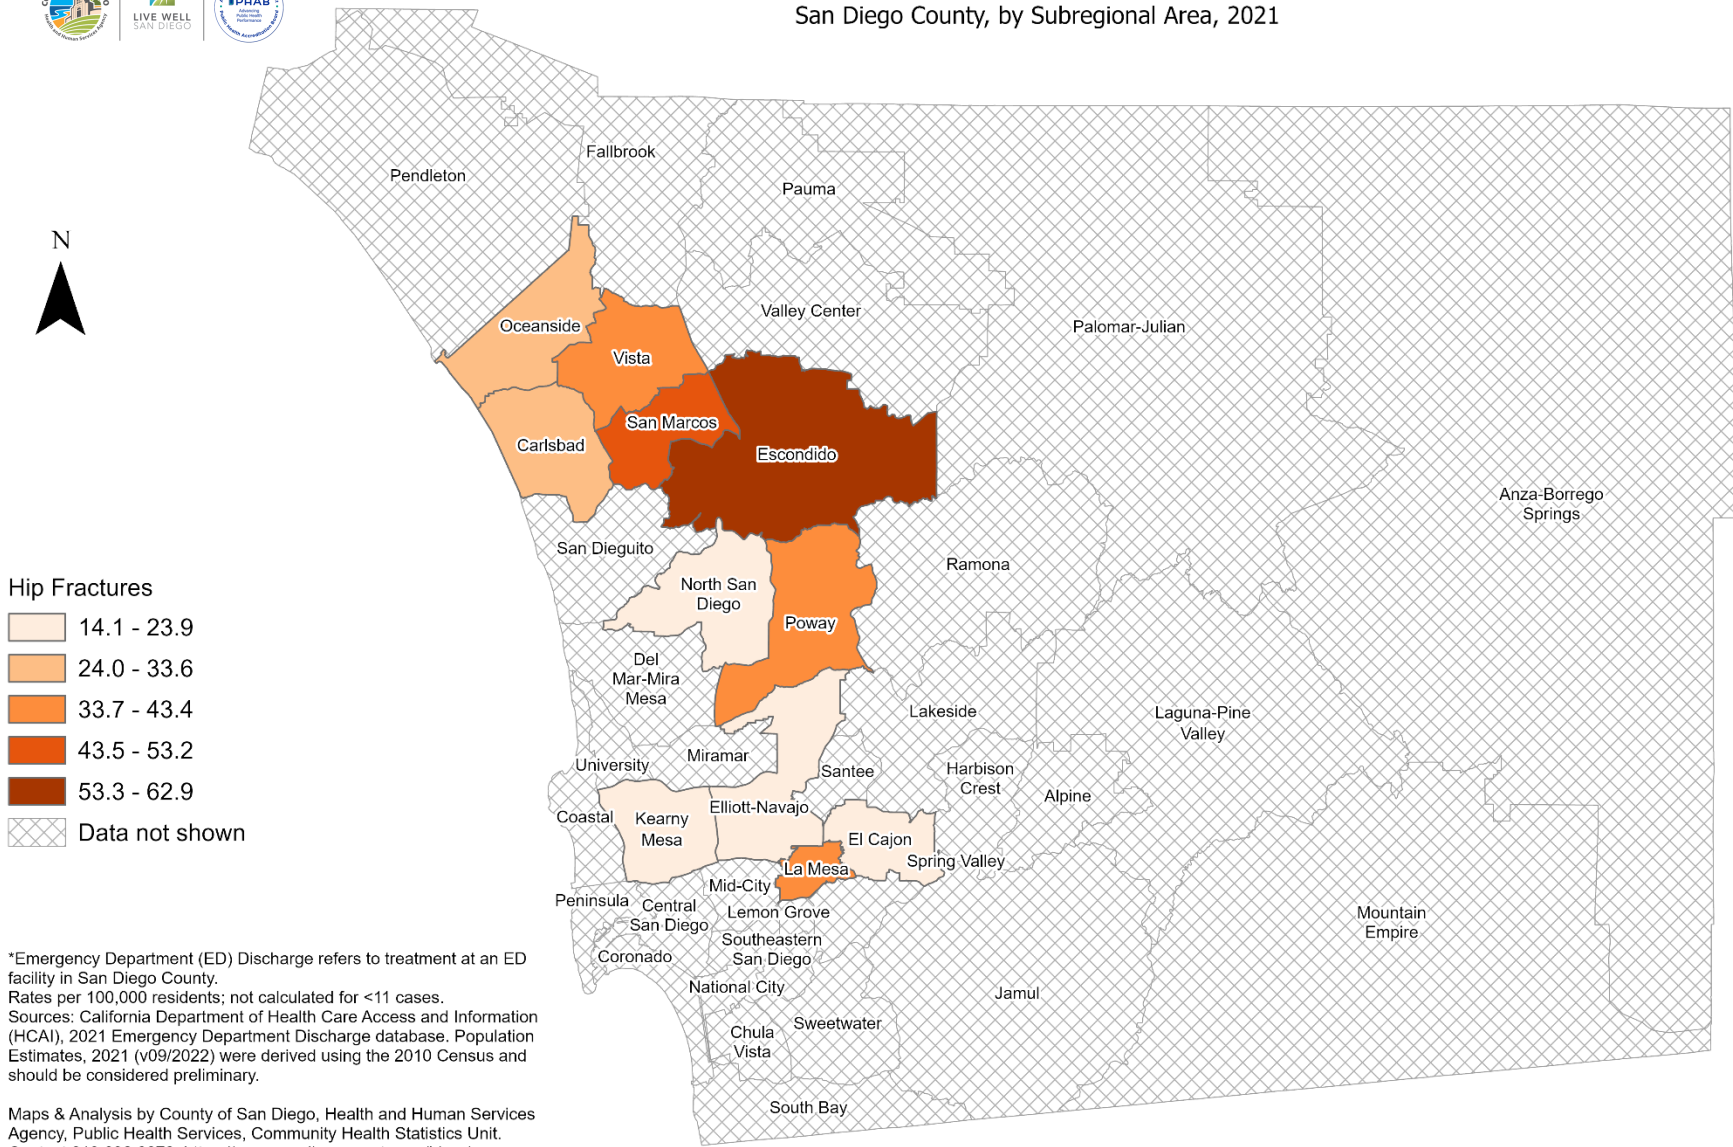 LIVE WELL
SAN DIEGO
PHAB
Advancing
Public Health
Performance
San Diego County, by Subregional Area, 2021
Fallbrook
Pendleton
Pauma
N
Valley Center
Oceanside
Palomar-Julian
Vista
San Marcos
Carlsbad
Escondido
Anza-Borrego
Springs
San Dieguito
Ramona
North San
Diego
Poway
Hip Fractures
14.1 - 23.9
24.0 - 33.6
33.7 - 43.4
43.5 - 53.2
53.3 - 62.9
Data not shown
Del
Mar-Mira
Mesa
Lakeside
Laguna-Pine
Valley
Miramar
University
Santee
Harbison
Crest
Alpine
Coastal
Kearny
Mesa
Elliott-Navajo
El Cajon
Spring Valley
La Mesa
Mid-City
Peninsula
Central
San Diego
Lemon Grove
Mountain
Empire
Southeastern
San Diego
Coronado
National City
Jamul
Chula
Vista
Sweetwater
South Bay
*Emergency Department (ED) Discharge refers to treatment at an ED
facility in San Diego County.
Rates per 100,000 residents; not calculated for <11 cases.
Sources: California Department of Health Care Access and Information
(HCAI), 2021 Emergency Department Discharge database. Population
Estimates, 2021 (v09/2022) were derived using the 2010 Census and
should be considered preliminary.
Maps & Analysis by County of San Diego, Health and Human Services
Agency, Public Health Services, Community Health Statistics Unit.